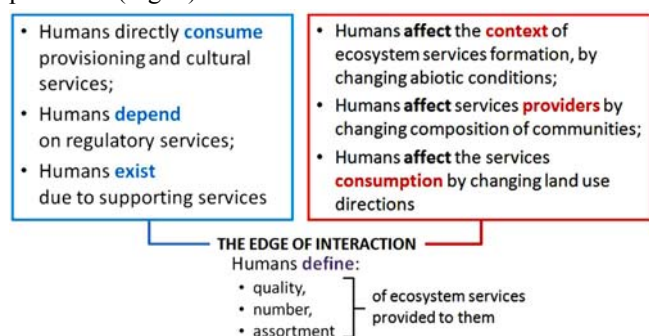 • Humans directly consume
provisioning and cultural
services;
• Humans depend
on regulatory services;
• Humans exist
due to supporting services
• Humans affect the context of
ecosystem services formation, by
changing abiotic conditions;
• Humans affect services providers by
changing composition of communities;
• Humans affect the services
consumption by changing land use
directions
THE EDGE OF INTERACTION
Humans define:
• quality,
• number,
• assortment
of ecosystem services
provided to them